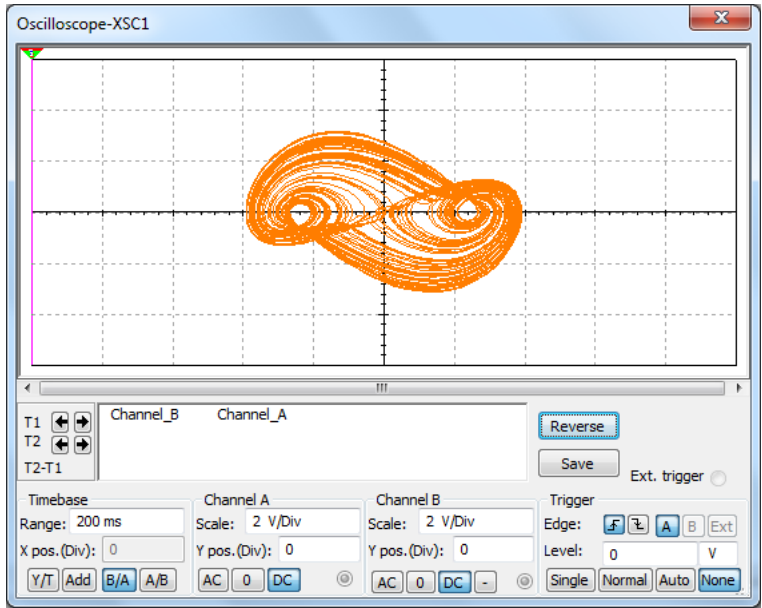 Oscilloscope-XSC1
T1
T2
T2-T1
Channel_B Channel_A
Reverse
Save
Ext. trigger
Timebase
Range: 200 ms
X pos.(Div): 0
Y/T Add B/A A/B
Channel A
Scale: 2 V/Div
Y pos.(Div): 0
AC 0 DC
Channel B
Scale: 2 V/Div
Y pos.(Div): 0
AC 0 DC -
Trigger
Edge: A B Ext
Level: 0 V
Single Normal Auto None